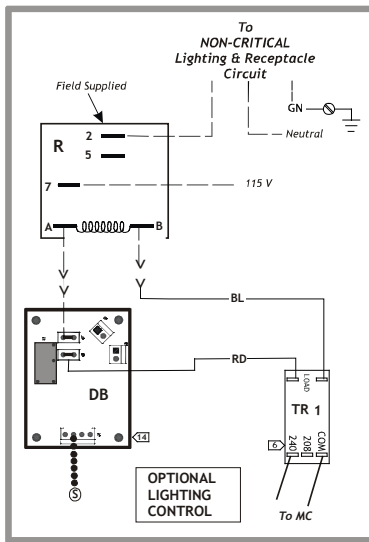 To
NON-CRITICAL
Lighting & Receptacle
Circuit
Field Supplied
GN
2
R
5
Neutral
7
115 V
A
B
BL
RD
LOAD
DB
TR 1
14
6
240
208
COM
S
OPTIONAL
LIGHTING
CONTROL
To MC